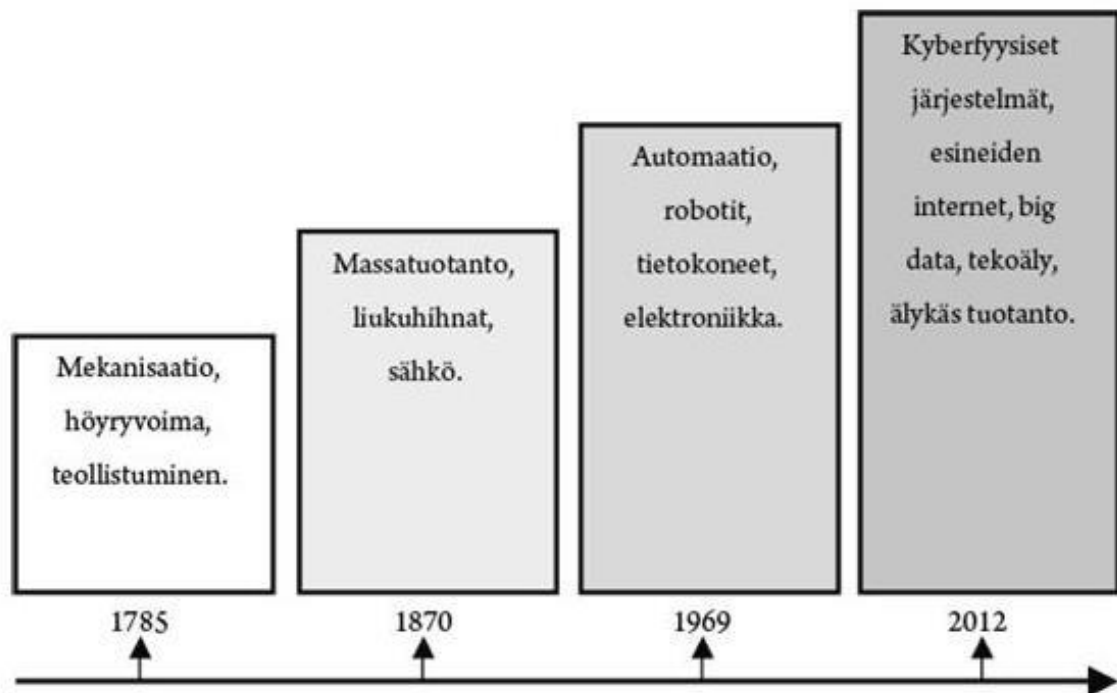 Mekanisaatio,
höyryvoima,
teollistuminen.
1785
Massatuotanto,
liukuhihnat,
sähkö.
1870
Automaatio,
robotit,
tietokoneet,
elektroniikka.
1969
Kyberfyysiset
järjestelmät,
esineiden
internet, big
data, tekoäly,
älykäs tuotanto.
2012